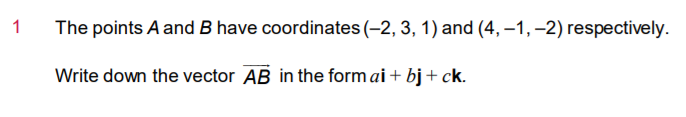 1 The points A and B have coordinates (–2, 3, 1) and (4, –1, –2) respectively.
Write down the vector \overrightarrow{AB} in the form ai + bj + ck.